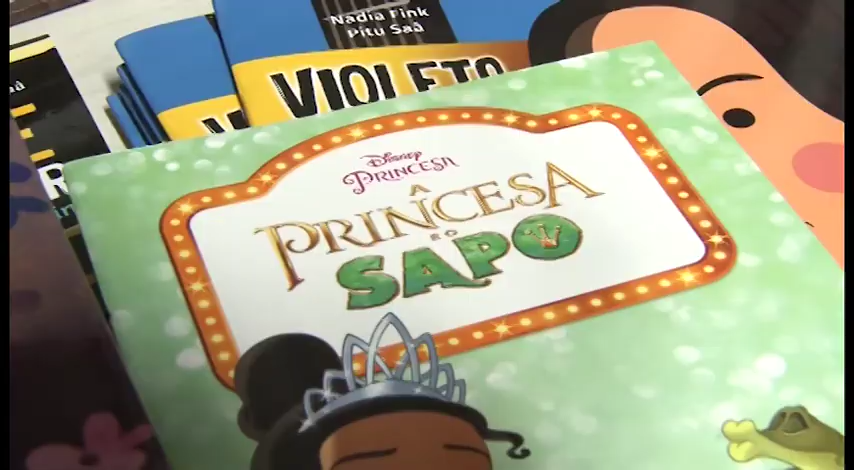 Nadia Fink
Pitu Saá
VIOLETA
Disney
PRINCESA
A
PRINCESA
E O
SAPO